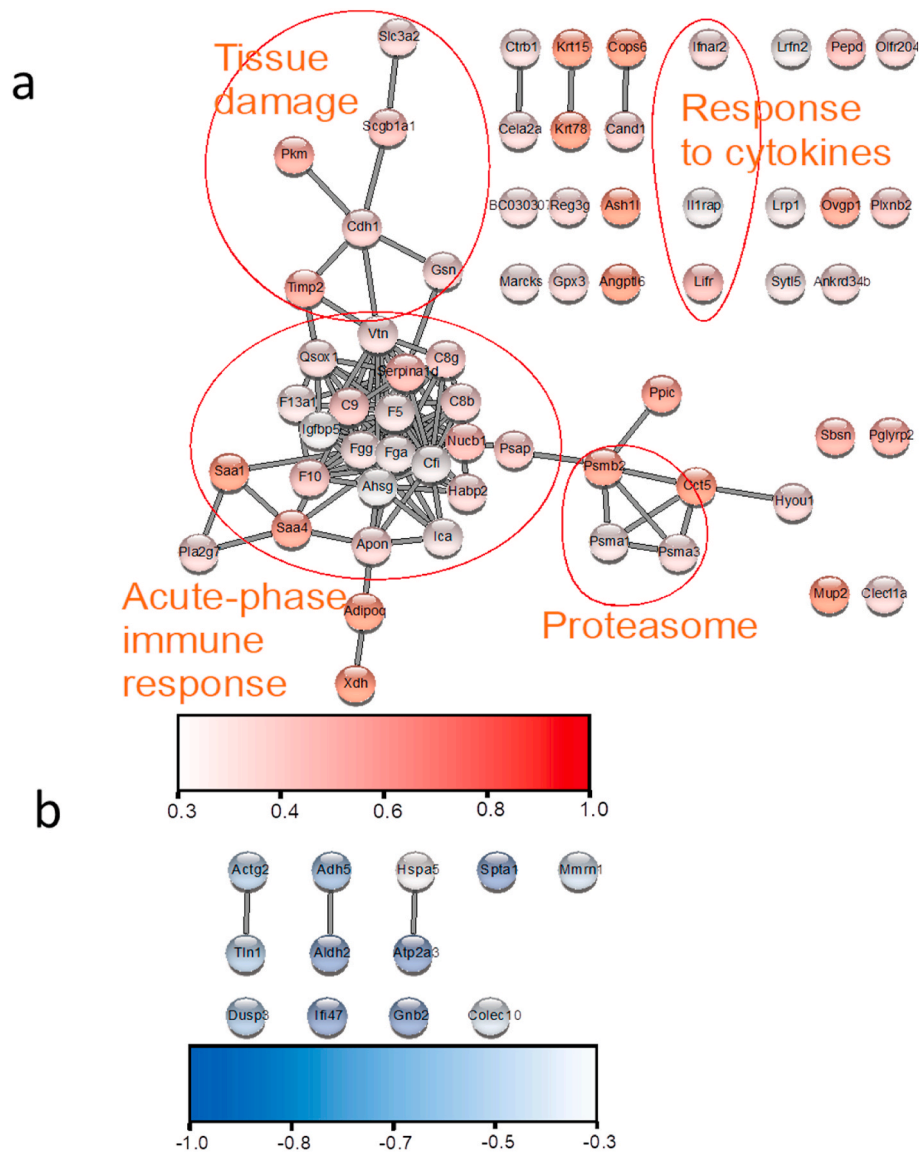 a
Tissue
damage
Slc3a2
Scgb1a1
Pkm
Cdh1
Gsn
Timp2
Ctrb1
Krt15
Cops6
Cela2a
Krt78
Cand1
BC030307
Reg3g
Ash1l
Marcks
Gpx3
Angptl6
Ifnar2
Response
to cytokines
Il1rap
Lifr
Lrfn2
Pepd
Olfr204
Lrp1
Ovgp1
Plxnb2
Sytl5
Ankrd34b
Vtn
Qsox1
Serpina1d
C8g
F13a1
C9
F5
C8b
Igfbp5
Fgg
Fga
Nucb1
Cfi
Psap
Saa1
F10
Ahsg
Habp2
Saa4
Apon
Ica
Pla2g7
Adipoq
Xdh
Acute-phase
immune
response
Ppic
Psmb2
Cct5
Hyou1
Psma1
Psma3
Proteasome
Sbsn
Pglyrp2
Mup2
Clec11a
0.3
0.4
0.6
0.8
1.0
b
Actg2
Adh5
Hspa5
Spta1
Mmrn1
Tln1
Aldh2
Atp2a3
Dusp3
Ifi47
Gnb2
Colec10
-1.0
-0.8
-0.7
-0.5
-0.3